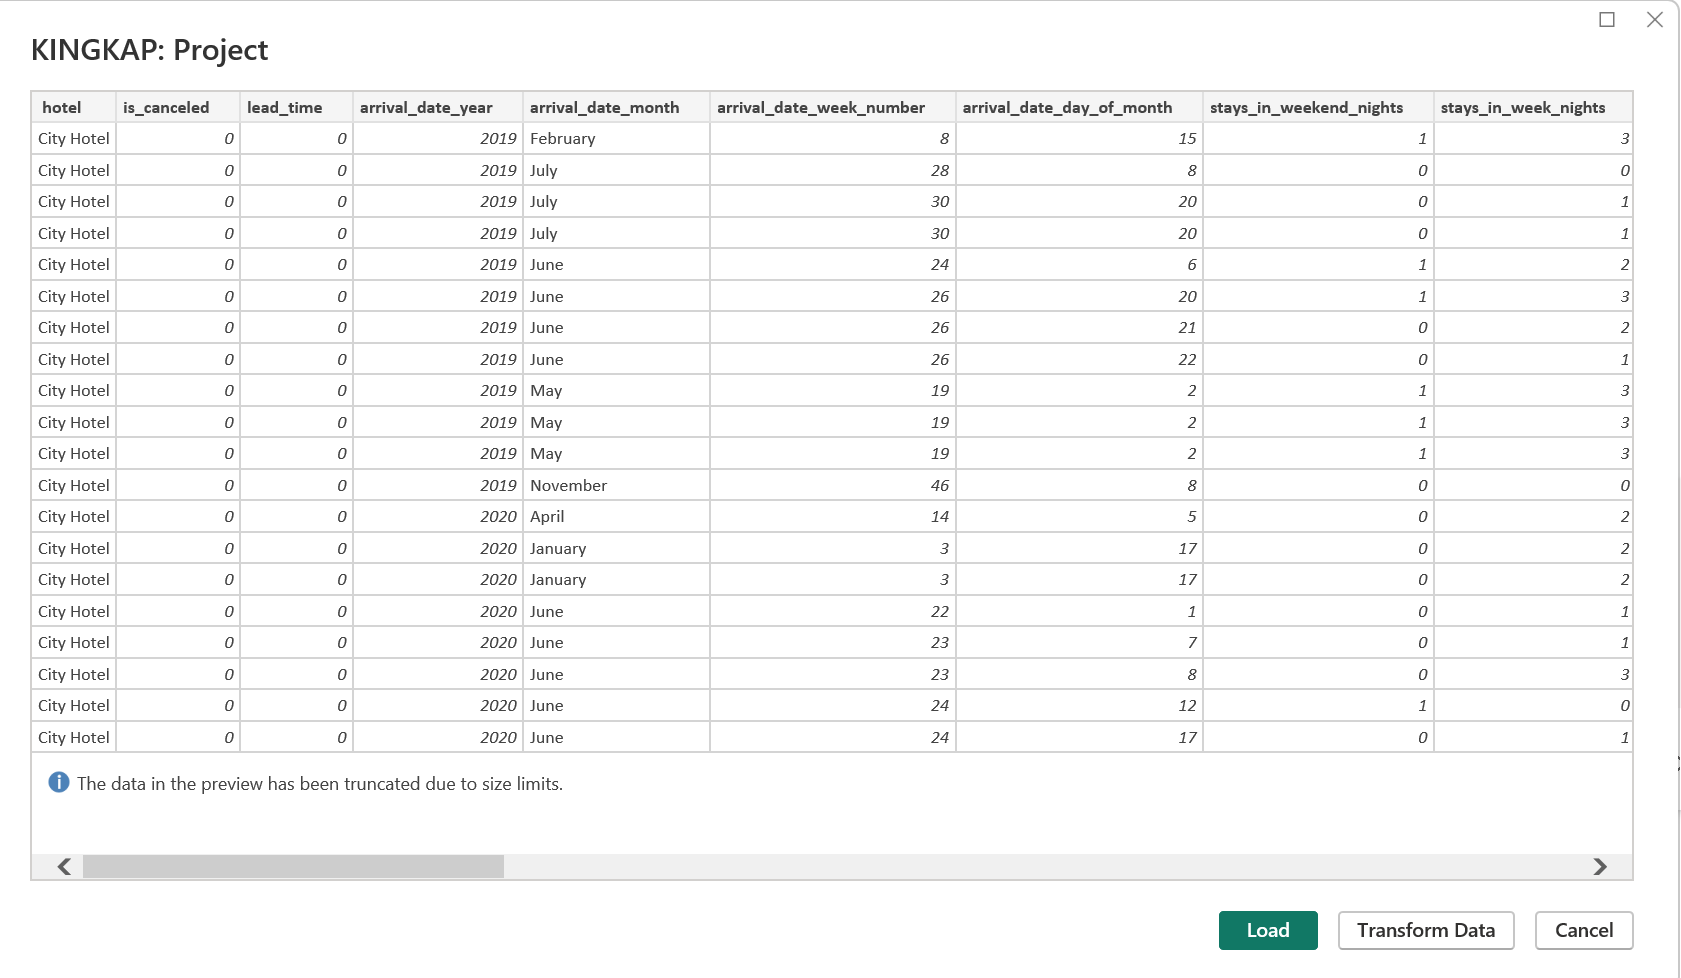 KINGKAP: Project
hotel is_canceled lead_time arrival_date_year arrival_date_month arrival_date_week_number arrival_date_day_of_month stays_in_weekend_nights stays_in_week_nights
City Hotel 0 0 2019 February 8 15 1 3
City Hotel 0 0 2019 July 28 8 0 0
City Hotel 0 0 2019 July 30 20 0 1
City Hotel 0 0 2019 July 30 20 0 1
City Hotel 0 0 2019 June 24 6 1 2
City Hotel 0 0 2019 June 26 20 1 3
City Hotel 0 0 2019 June 26 21 0 2
City Hotel 0 0 2019 June 26 22 0 1
City Hotel 0 0 2019 May 19 2 1 3
City Hotel 0 0 2019 May 19 2 1 3
City Hotel 0 0 2019 May 19 2 1 3
City Hotel 0 0 2019 November 46 8 0 0
City Hotel 0 0 2020 April 14 5 0 2
City Hotel 0 0 2020 January 3 17 0 2
City Hotel 0 0 2020 January 3 17 0 2
City Hotel 0 0 2020 June 22 1 0 1
City Hotel 0 0 2020 June 23 7 0 1
City Hotel 0 0 2020 June 23 8 0 3
City Hotel 0 0 2020 June 24 12 1 0
City Hotel 0 0 2020 June 24 17 0 1
The data in the preview has been truncated due to size limits.
Load Transform Data Cancel